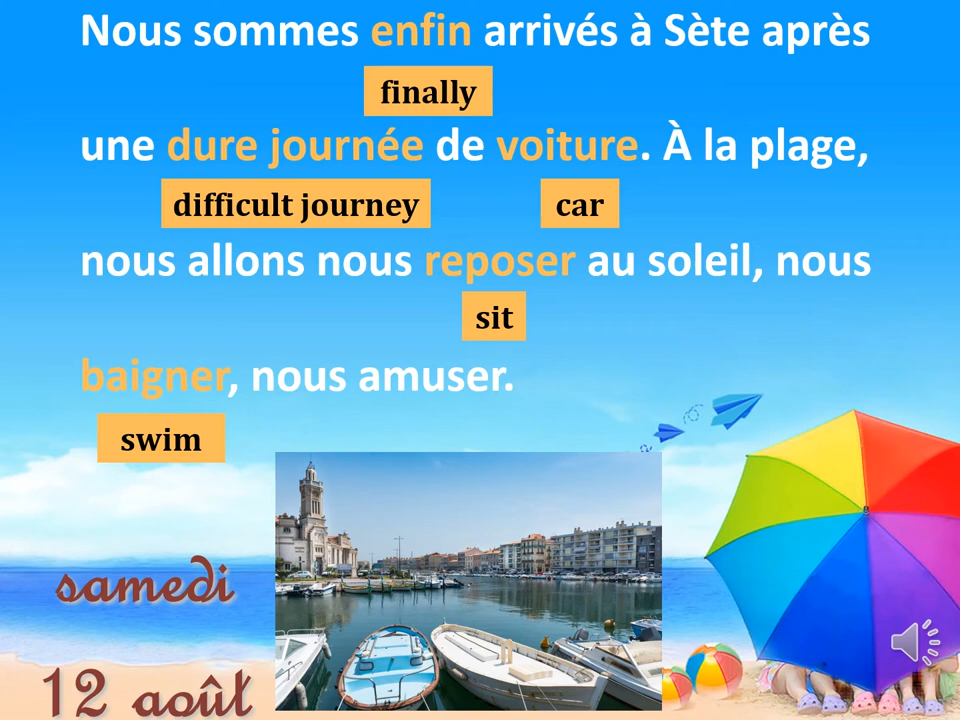 Nous sommes enfin arrivés à Sète après
finally
une dure journée de voiture. À la plage,
difficult journey car
nous allons nous reposer au soleil, nous
sit
baigner, nous amuser.
swim
samedi
12 août